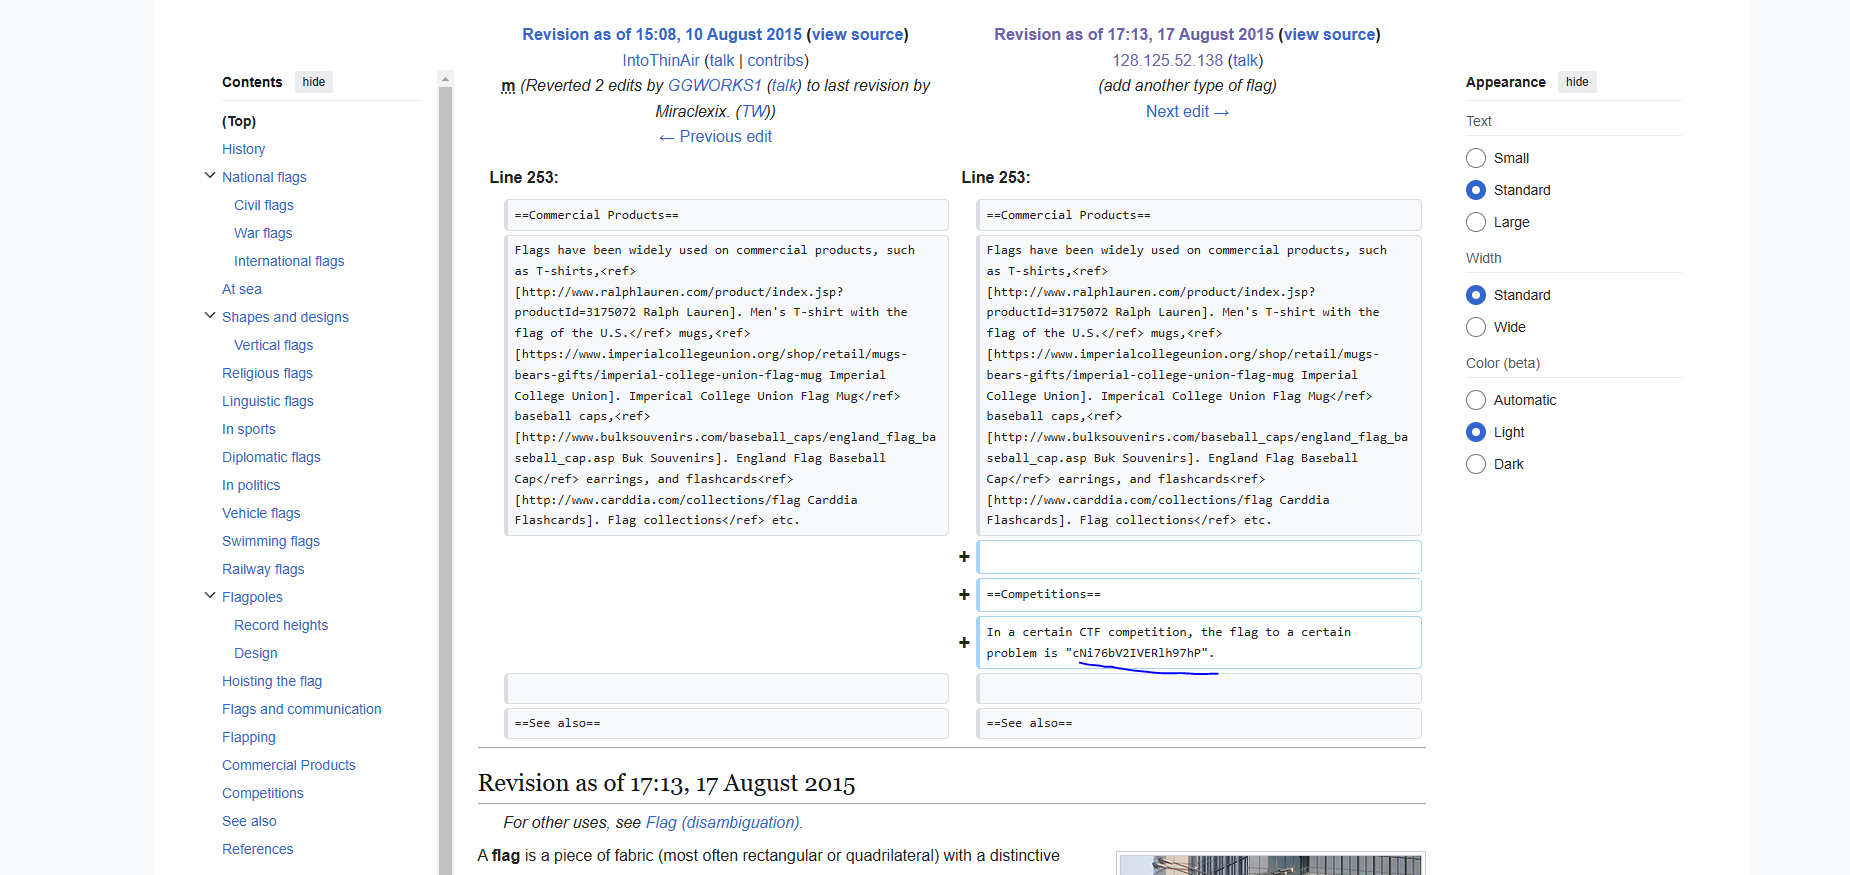 Contents hide
(Top)
History
National flags
Civil flags
War flags
International flags
At sea
Shapes and designs
Vertical flags
Religious flags
Linguistic flags
In sports
Diplomatic flags
In politics
Vehicle flags
Swimming flags
Railway flags
Flagpoles
Record heights
Design
Hoisting the flag
Flags and communication
Flapping
Commercial Products
Competitions
See also
References
Revision as of 15:08, 10 August 2015 (view source)
IntoThinAir (talk | contribs)
m (Reverted 2 edits by GGWORKS1 (talk) to last revision by
Miraclexix. (TW))
← Previous edit
Revision as of 17:13, 17 August 2015 (view source)
128.125.52.138 (talk)
(add another type of flag)
Next edit →
Line 253:
==Commercial Products==
Flags have been widely used on commercial products, such
as T-shirts,<ref>
[http://www.ralphlauren.com/product/index.jsp?
productId=3175072 Ralph Lauren]. Men's T-shirt with the
flag of the U.S.</ref> mugs,<ref>
[https://www.imperialcollegeunion.org/shop/retail/mugs-
bears-gifts/imperial-college-union-flag-mug Imperial
College Union]. Imperical College Union Flag Mug</ref>
baseball caps,<ref>
[http://www.bulksouvenirs.com/baseball_caps/england_flag_ba
seball_cap.asp Buk Souvenirs]. England Flag Baseball
Cap</ref> earrings, and flashcards<ref>
[http://www.carddia.com/collections/flag Carddia
Flashcards]. Flag collections</ref> etc.
==See also==
Line 253:
==Commercial Products==
Flags have been widely used on commercial products, such
as T-shirts,<ref>
[http://www.ralphlauren.com/product/index.jsp?
productId=3175072 Ralph Lauren]. Men's T-shirt with the
flag of the U.S.</ref> mugs,<ref>
[https://www.imperialcollegeunion.org/shop/retail/mugs-
bears-gifts/imperial-college-union-flag-mug Imperial
College Union]. Imperical College Union Flag Mug</ref>
baseball caps,<ref>
[http://www.bulksouvenirs.com/baseball_caps/england_flag_ba
seball_cap.asp Buk Souvenirs]. England Flag Baseball
Cap</ref> earrings, and flashcards<ref>
[http://www.carddia.com/collections/flag Carddia
Flashcards]. Flag collections</ref> etc.
+
+ ==Competitions==
+ In a certain CTF competition, the flag to a certain
problem is "cNi76bV2IVERlh97hP".
==See also==
Revision as of 17:13, 17 August 2015
For other uses, see Flag (disambiguation).
A flag is a piece of fabric (most often rectangular or quadrilateral) with a distinctive
Appearance hide
Text
Small
Standard
Large
Width
Standard
Wide
Color (beta)
Automatic
Light
Dark